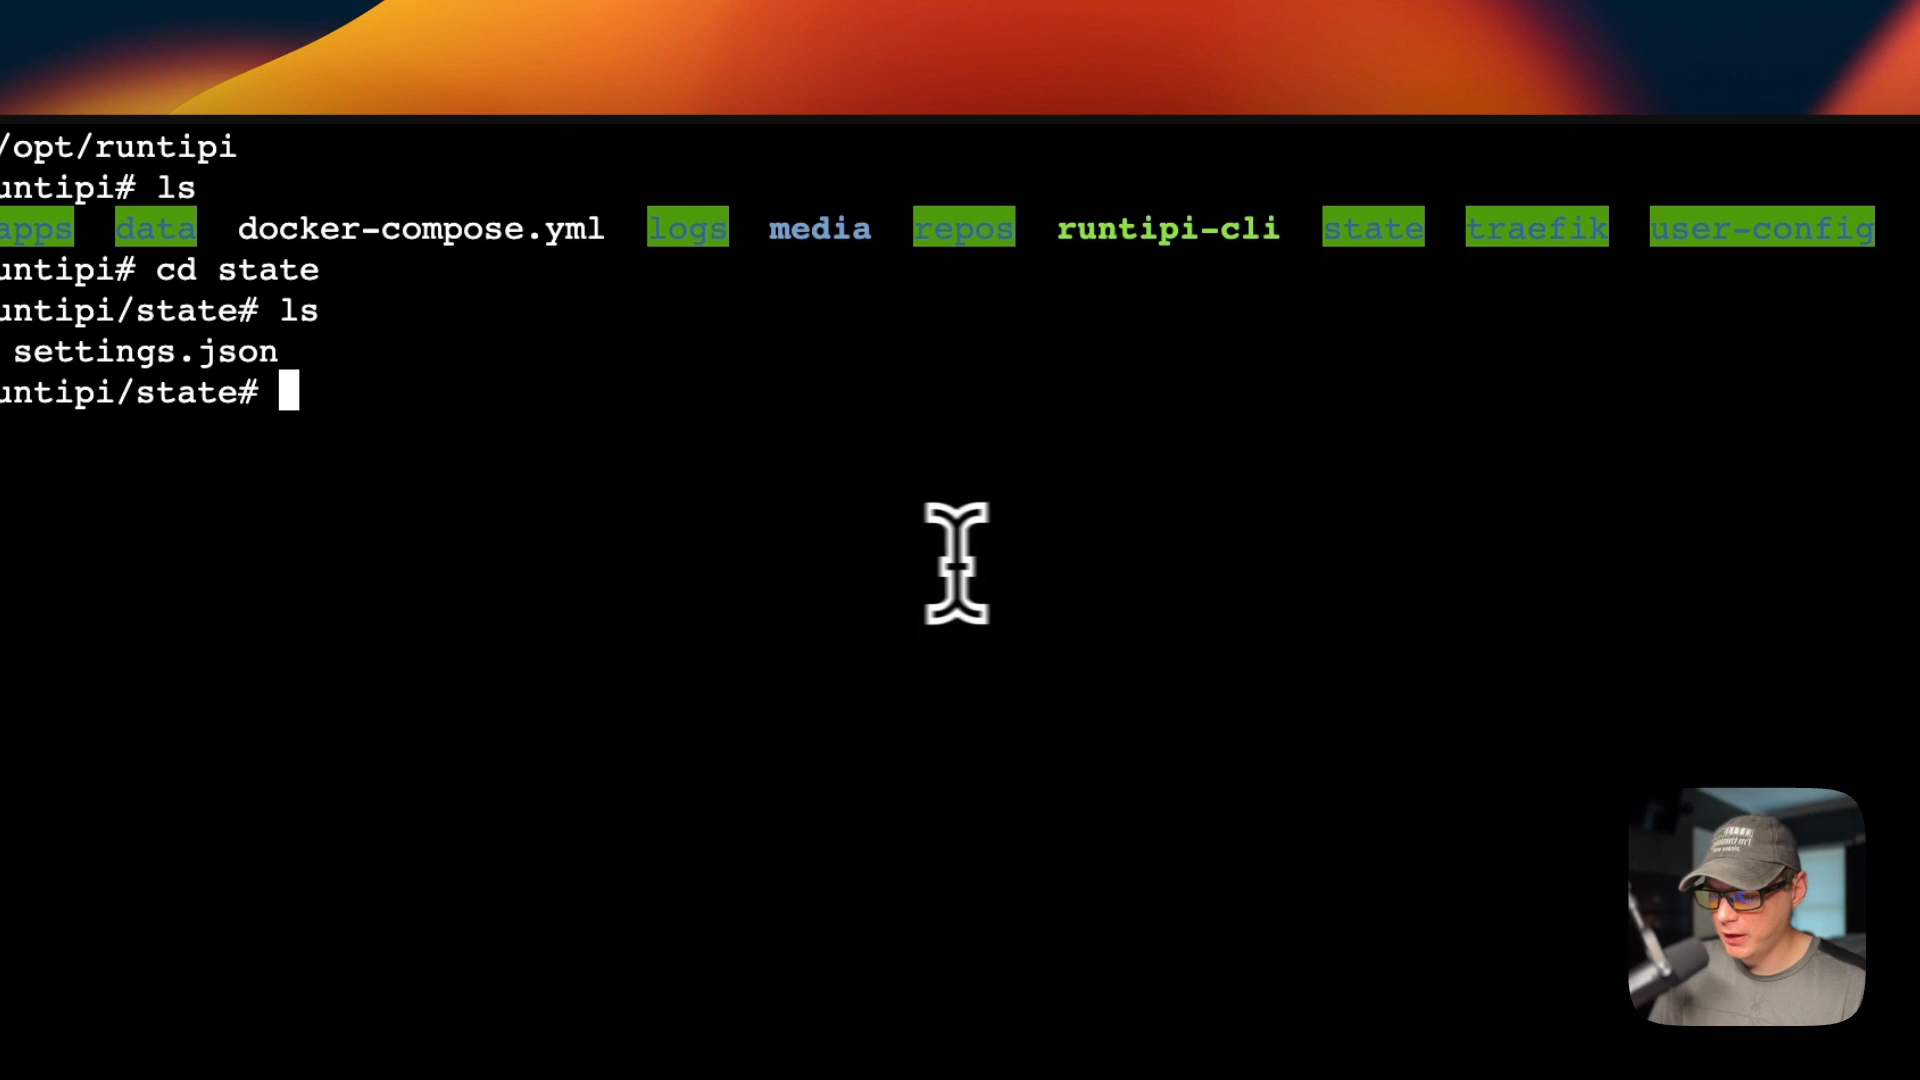 /opt/runtipi
untipi# ls
apps data docker-compose.yml logs media repos runtipi-cli state traefik user-config
untipi# cd state
untipi/state# ls
settings.json
untipi/state#